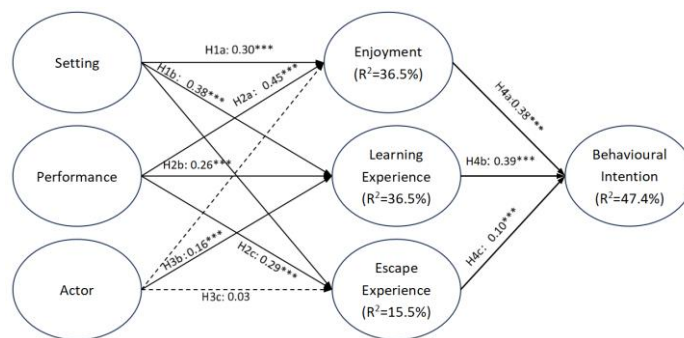 Setting
Performance
Actor
H1a: 0.30***
H1b: 0.38***
H2a: 0.45***
H2b: 0.26***
H3b: 0.16***
H2c: 0.29***
H3c: 0.03
Enjoyment
(R²=36.5%)
Learning
Experience
(R²=36.5%)
Escape
Experience
(R²=15.5%)
H4a:0.38***
H4b: 0.39***
H4c: 0.10***
Behavioural
Intention
(R²=47.4%)